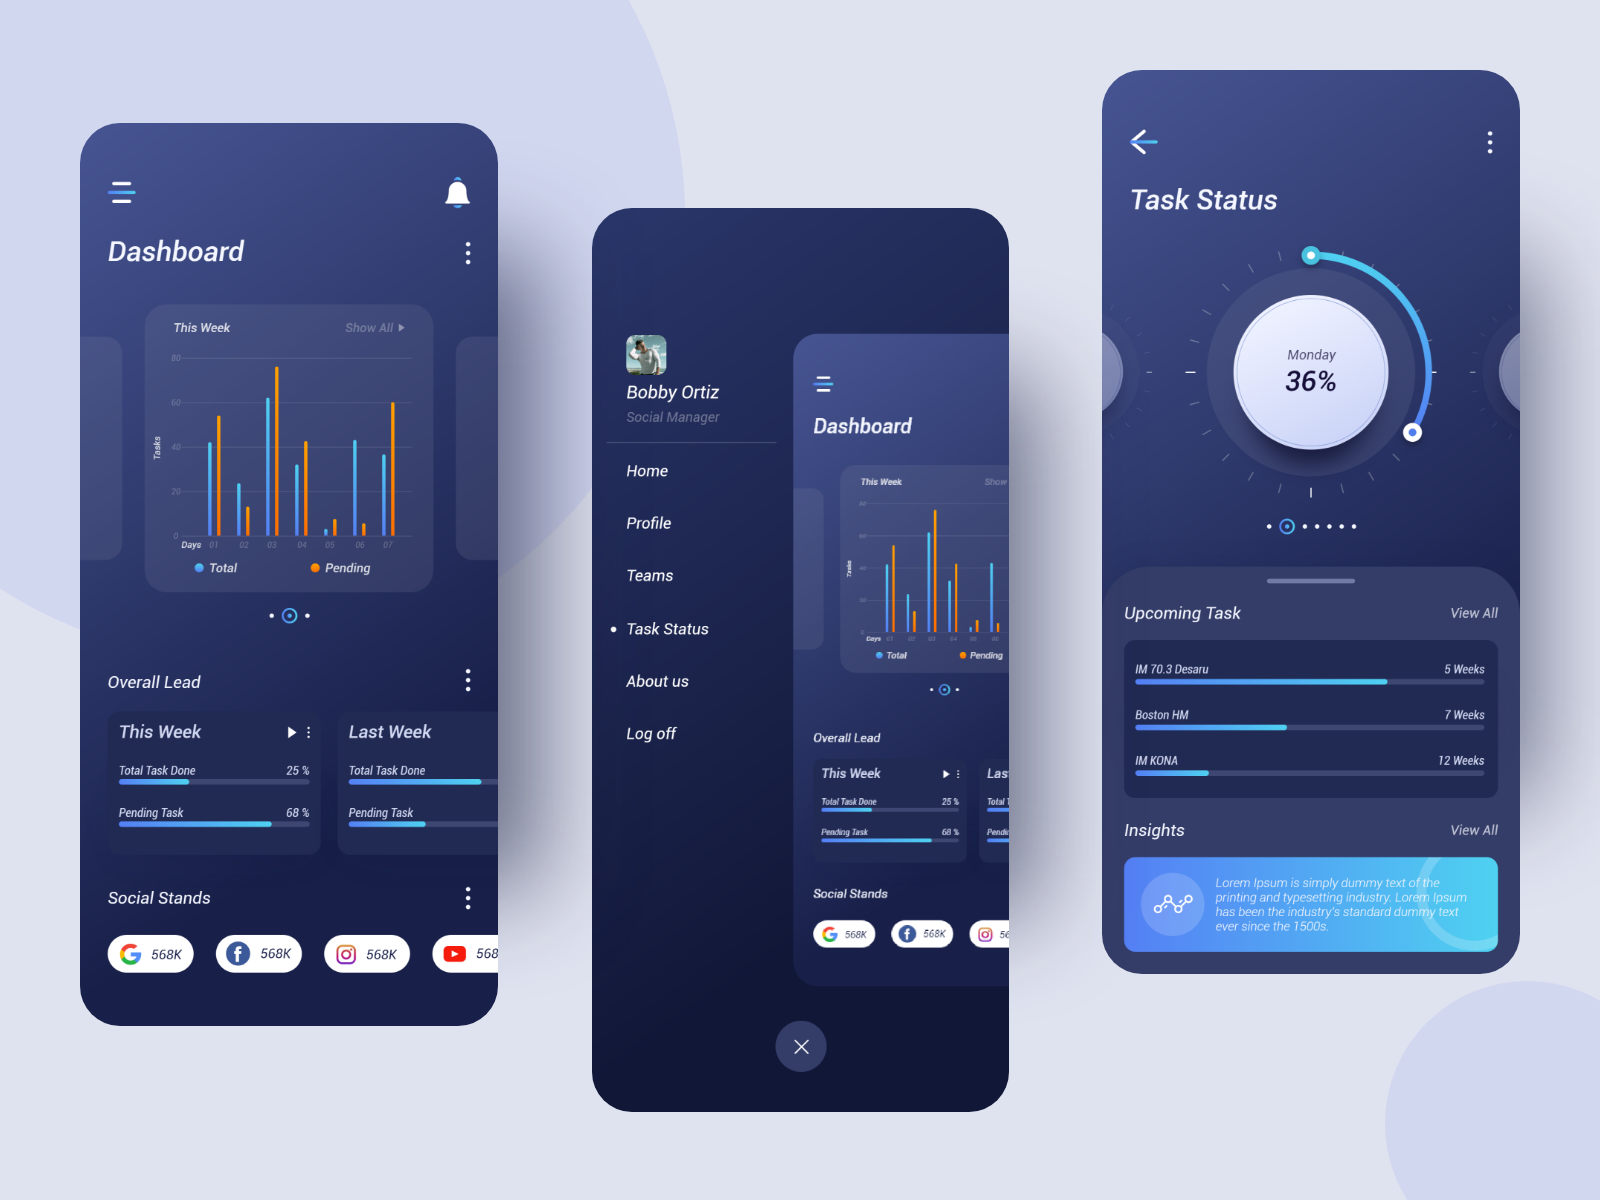 Dashboard
This Week
Show All
80
60
40
20
0
Tasks
Days 01 02 03 04 05 06 07
Total
Pending
Overall Lead
This Week
Total Task Done 25 %
Pending Task 68 %
Last Week
Total Task Done
Pending Task
Social Stands
568K
568K
568K
568
Bobby Ortiz
Social Manager
Home
Profile
Teams
Task Status
About us
Log off
Dashboard
This Week
Show
Tasks
Days 01 02 03 04 05 06
Total
Pending
Overall Lead
This Week
Total Task Done 25 %
Pending Task 68 %
Las
Total T
Pendi
Social Stands
568K
568K
56
Task Status
Monday
36%
Upcoming Task
View All
IM 70.3 Desaru 5 Weeks
Boston HM 7 Weeks
IM KONA 12 Weeks
Insights
View All
Lorem Ipsum is simply dummy text of the
printing and typesetting industry. Lorem Ipsum
has been the industry's standard dummy text
ever since the 1500s.